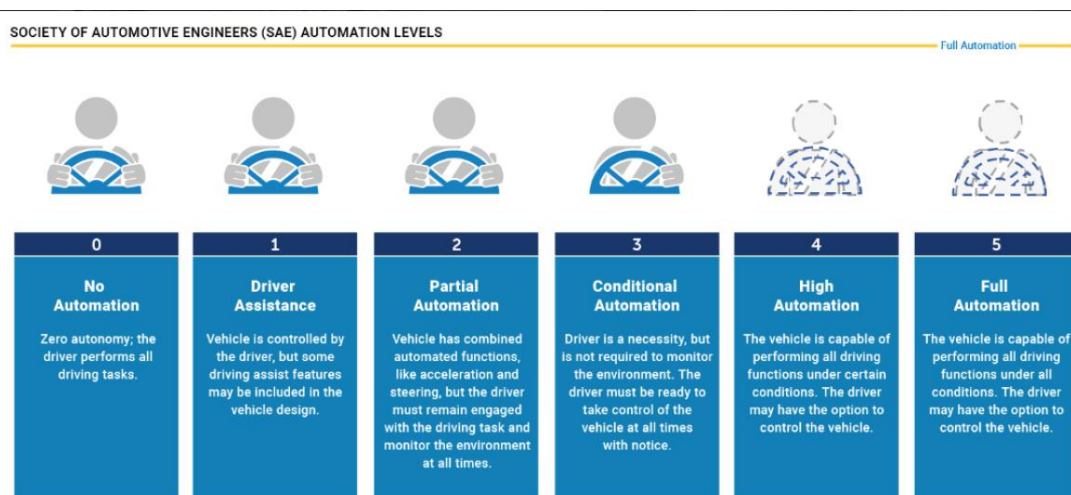 SOCIETY OF AUTOMOTIVE ENGINEERS (SAE) AUTOMATION LEVELS
Full Automation
0
No
Automation
Zero autonomy; the
driver performs all
driving tasks.
1
Driver
Assistance
Vehicle is controlled by
the driver, but some
driving assist features
may be included in the
vehicle design.
2
Partial
Automation
Vehicle has combined
automated functions,
like acceleration and
steering, but the driver
must remain engaged
with the driving task and
monitor the environment
at all times.
3
Conditional
Automation
Driver is a necessity, but
is not required to monitor
the environment. The
driver must be ready to
take control of the
vehicle at all times
with notice.
4
High
Automation
The vehicle is capable of
performing all driving
functions under certain
conditions. The driver
may have the option to
control the vehicle.
5
Full
Automation
The vehicle is capable of
performing all driving
functions under all
conditions. The driver
may have the option to
control the vehicle.